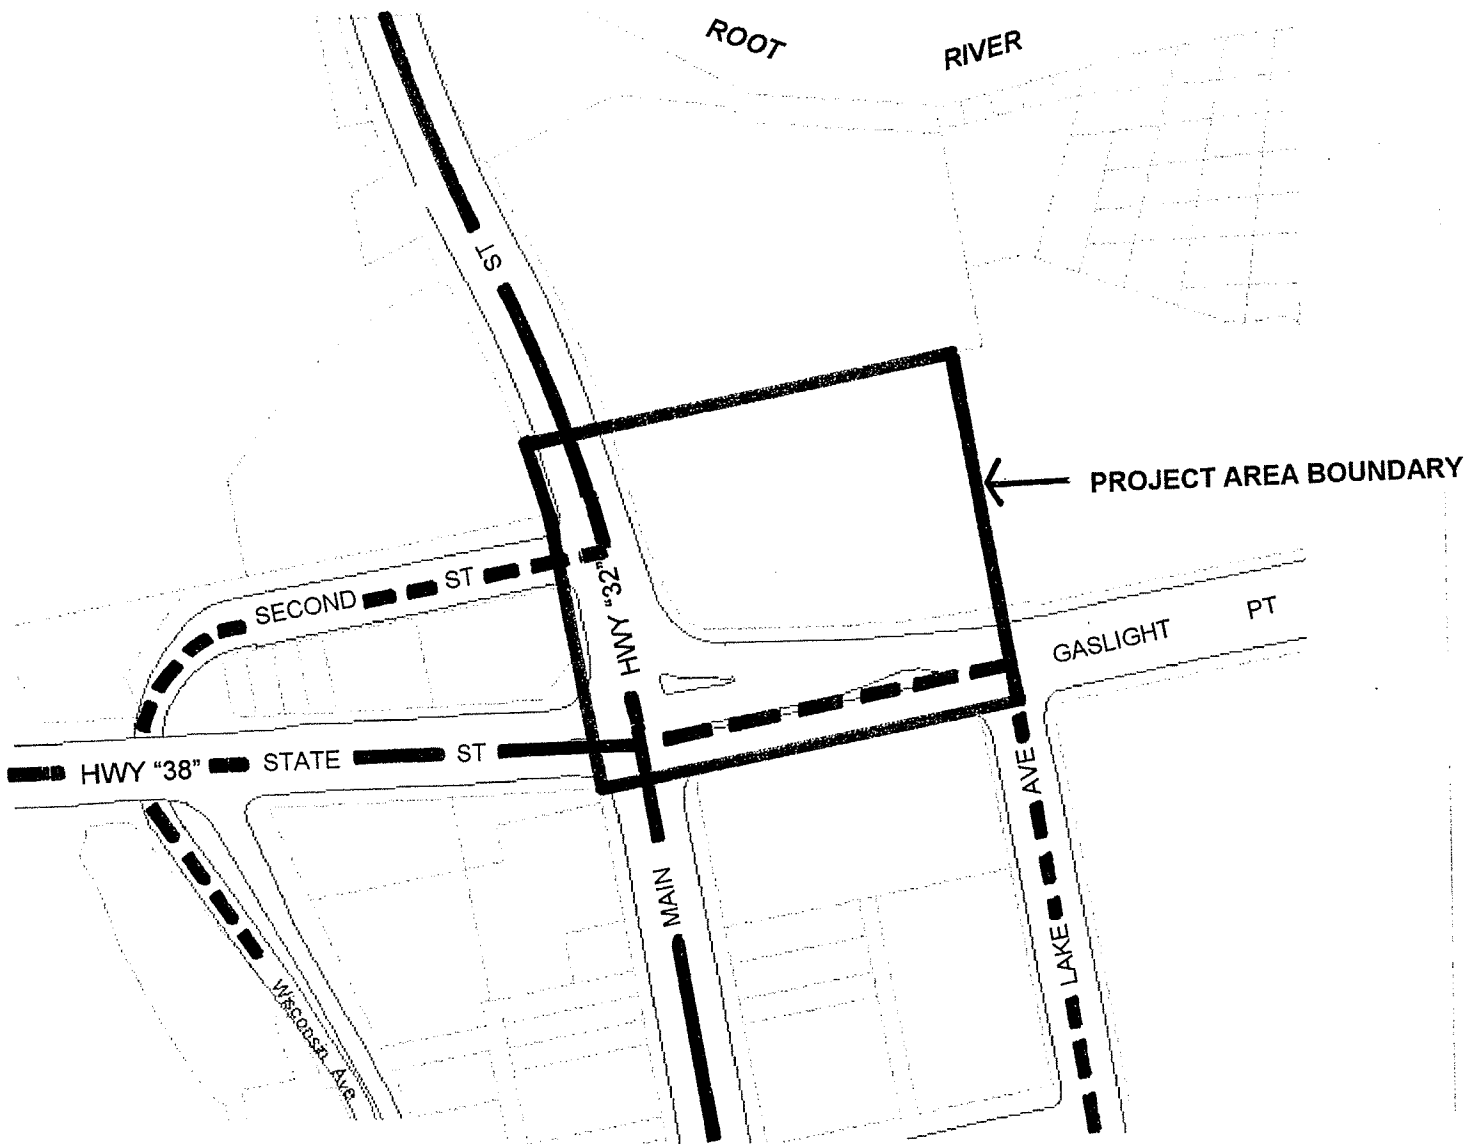 ROOT RIVER
ST
PROJECT AREA BOUNDARY
SECOND ST
HWY "32"
GASLIGHT PT
HWY "38" STATE ST
AVE
MAIN
LAKE
Wisconsin Ave.